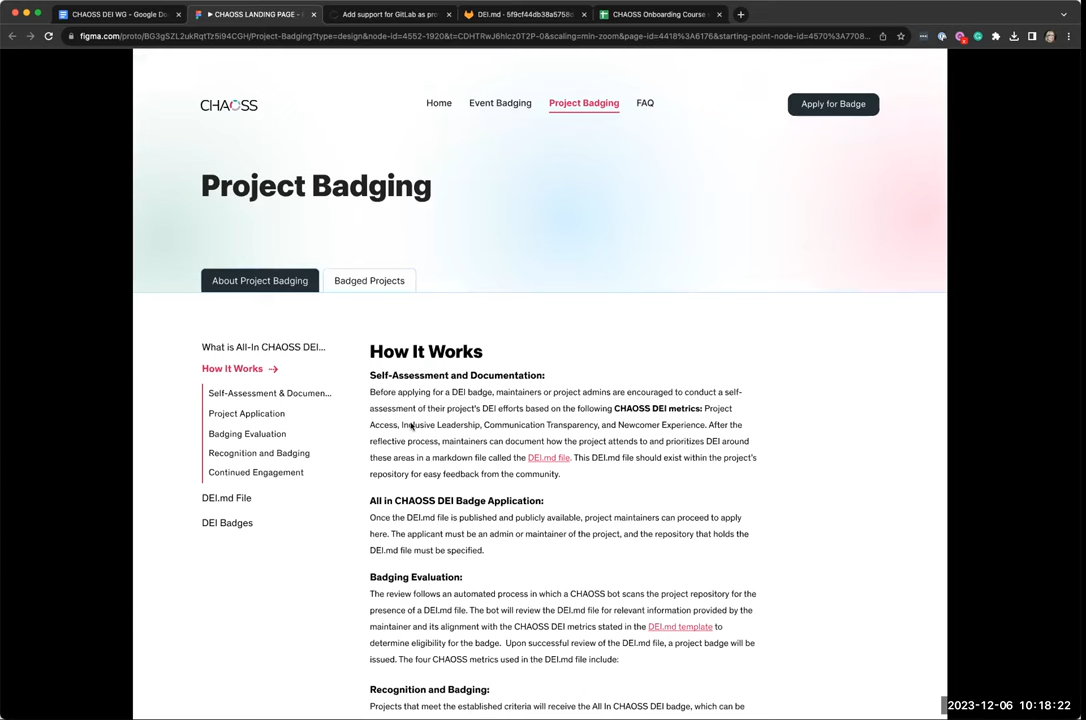 CHAOSS DEI WG - Google Do
▶ CHAOSS LANDING PAGE -
Add support for GitLab as pro
DEI.md · 5f9cf44db38a5758
CHAOSS Onboarding Course
figma.com/proto/BG3gSZL2ukRqtTz5I94CGH/Project-Badging?type=design&node-id=4552-1920&t=CDHTRwJ6hlcz0T2P-0&scaling=min-zoom&page-id=4418%3A6176&starting-point-node-id=4570%3A7708...
CHAOSS
Home
Event Badging
Project Badging
FAQ
Apply for Badge
Project Badging
About Project Badging
Badged Projects
What is All-In CHAOSS DEI...
How It Works →
Self-Assessment & Documen...
Project Application
Badging Evaluation
Recognition and Badging
Continued Engagement
DEI.md File
DEI Badges
How It Works
Self-Assessment and Documentation:
Before applying for a DEI badge, maintainers or project admins are encouraged to conduct a self-
assessment of their project's DEI efforts based on the following CHAOSS DEI metrics: Project
Access, Inclusive Leadership, Communication Transparency, and Newcomer Experience. After the
reflective process, maintainers can document how the project attends to and prioritizes DEI around
these areas in a markdown file called the DEI.md file. This DEI.md file should exist within the project's
repository for easy feedback from the community.
All in CHAOSS DEI Badge Application:
Once the DEI.md file is published and publicly available, project maintainers can proceed to apply
here. The applicant must be an admin or maintainer of the project, and the repository that holds the
DEI.md file must be specified.
Badging Evaluation:
The review follows an automated process in which a CHAOSS bot scans the project repository for the
presence of a DEI.md file. The bot will review the DEI.md file for relevant information provided by the
maintainer and its alignment with the CHAOSS DEI metrics stated in the DEI.md template to
determine eligibility for the badge. Upon successful review of the DEI.md file, a project badge will be
issued. The four CHAOSS metrics used in the DEI.md file include:
Recognition and Badging:
Projects that meet the established criteria will receive the All In CHAOSS DEI badge, which can be
2023-12-06 10:18:22